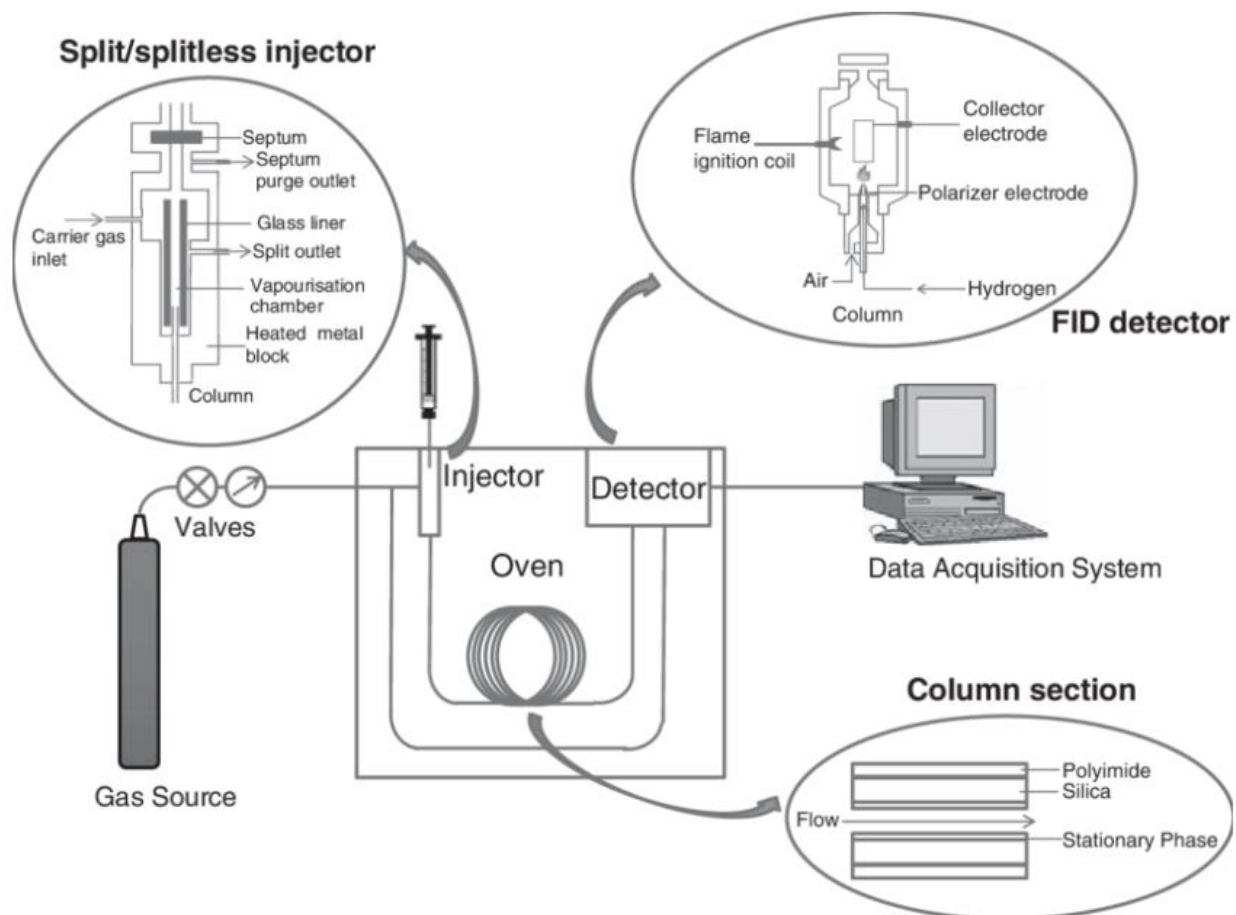 Split/splitless injector
Septum
Septum
purge outlet
Glass liner
Carrier gas
inlet
Split outlet
Vapourisation
chamber
Heated metal
block
Column
Collector
electrode
Flame
ignition coil
Polarizer electrode
Air
Hydrogen
Column
FID detector
Injector
Detector
Valves
Oven
Data Acquisition System
Gas Source
Column section
Polyimide
Silica
Flow
Stationary Phase